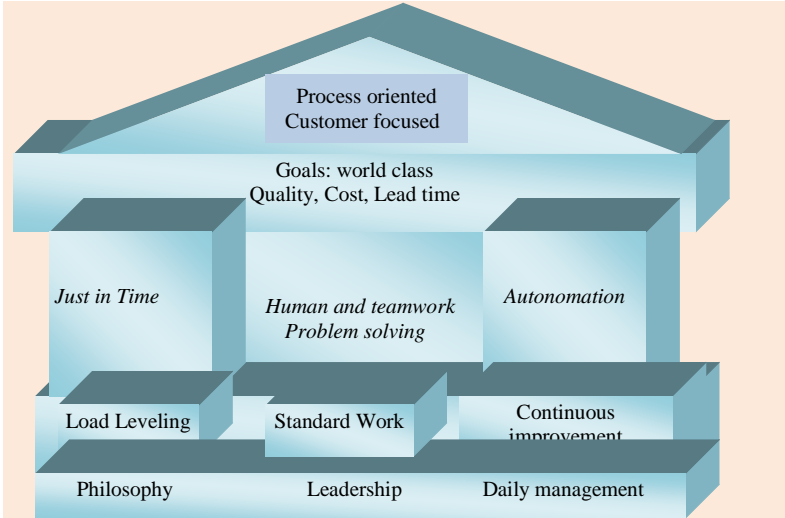 Process oriented
Customer focused
Goals: world class
Quality, Cost, Lead time
Just in Time
Human and teamwork
Problem solving
Autonomation
Load Leveling
Standard Work
Continuous
improvement
Philosophy
Leadership
Daily management